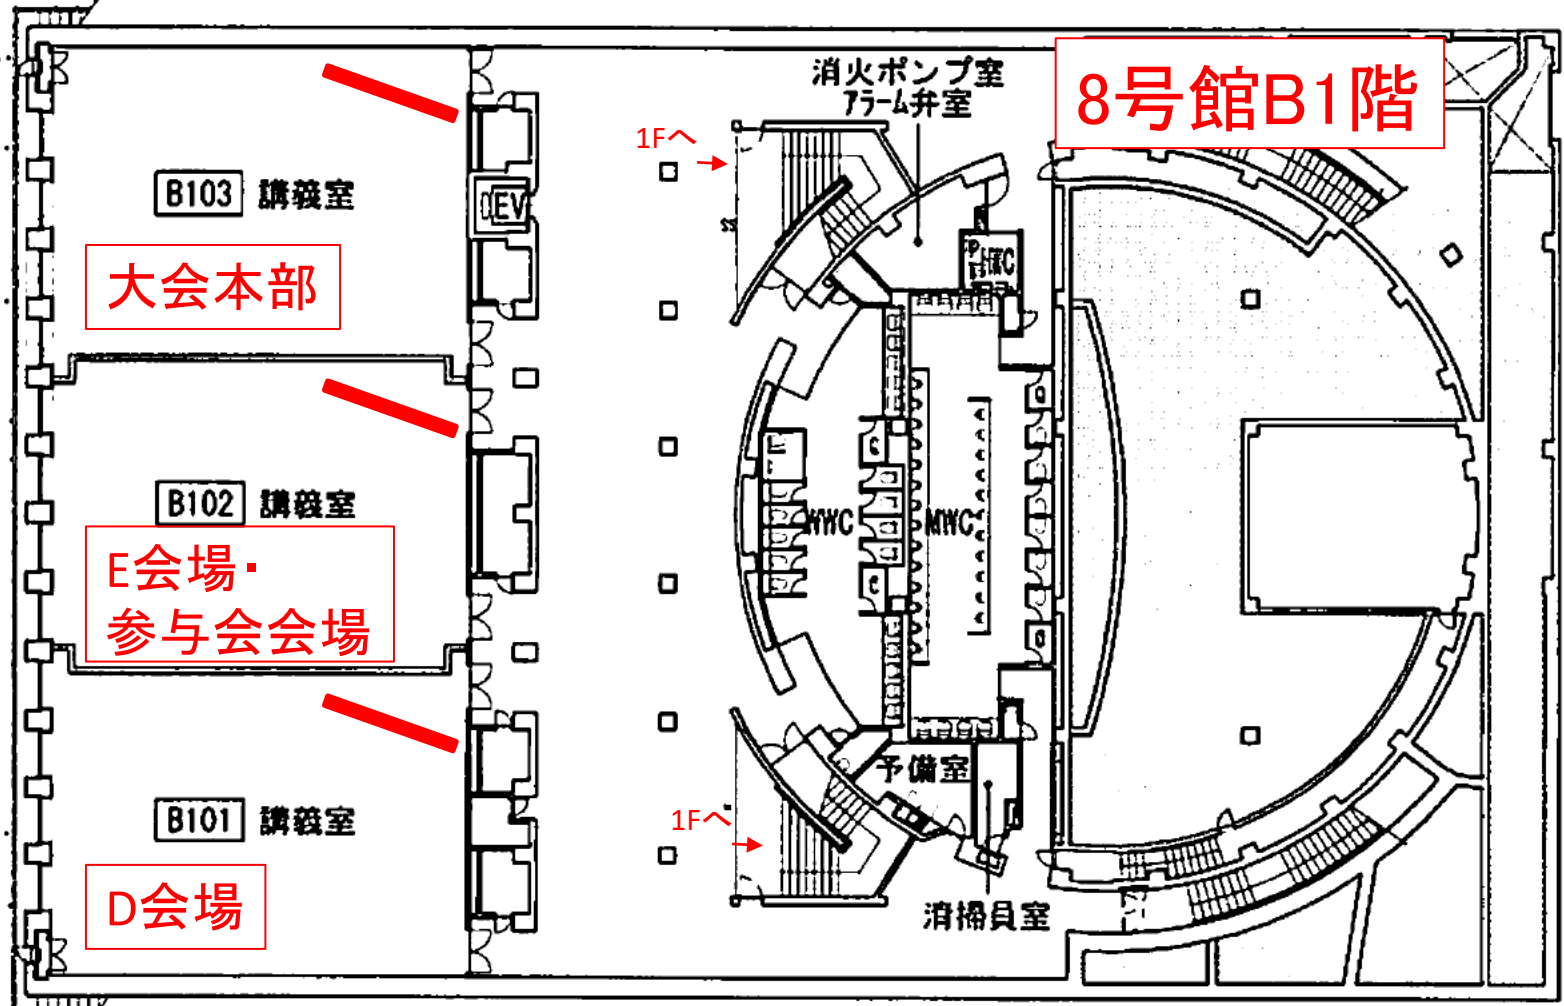 8号館B1階
消火ポンプ室
アラーム弁室
1Fへ
B103 講義室
EV
大会本部
B102 講義室
WWC
MWC
E会場・
参与会会場
予備室
B101 講義室
1Fへ
D会場
清掃員室